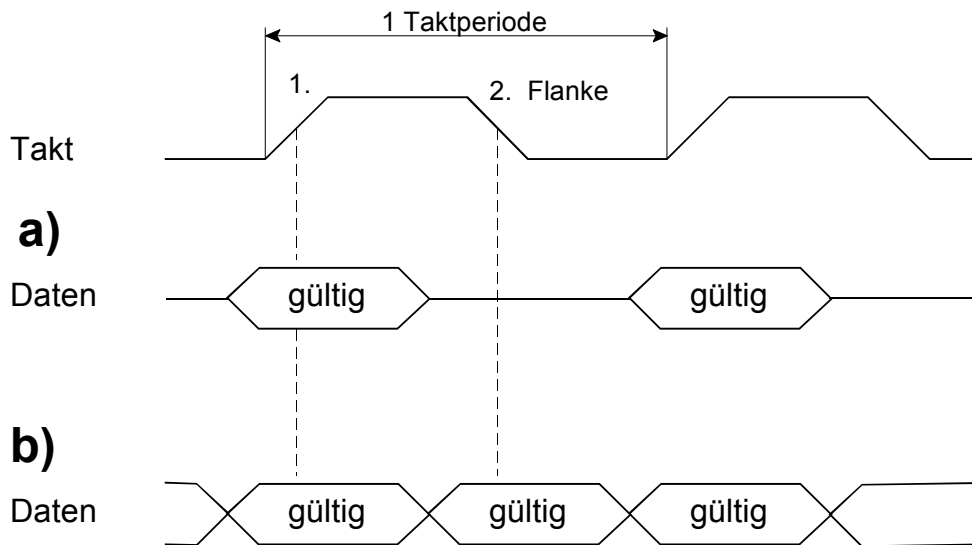 1 Taktperiode
1.
2. Flanke
Takt
a)
Daten
gültig
gültig
b)
Daten
gültig
gültig
gültig